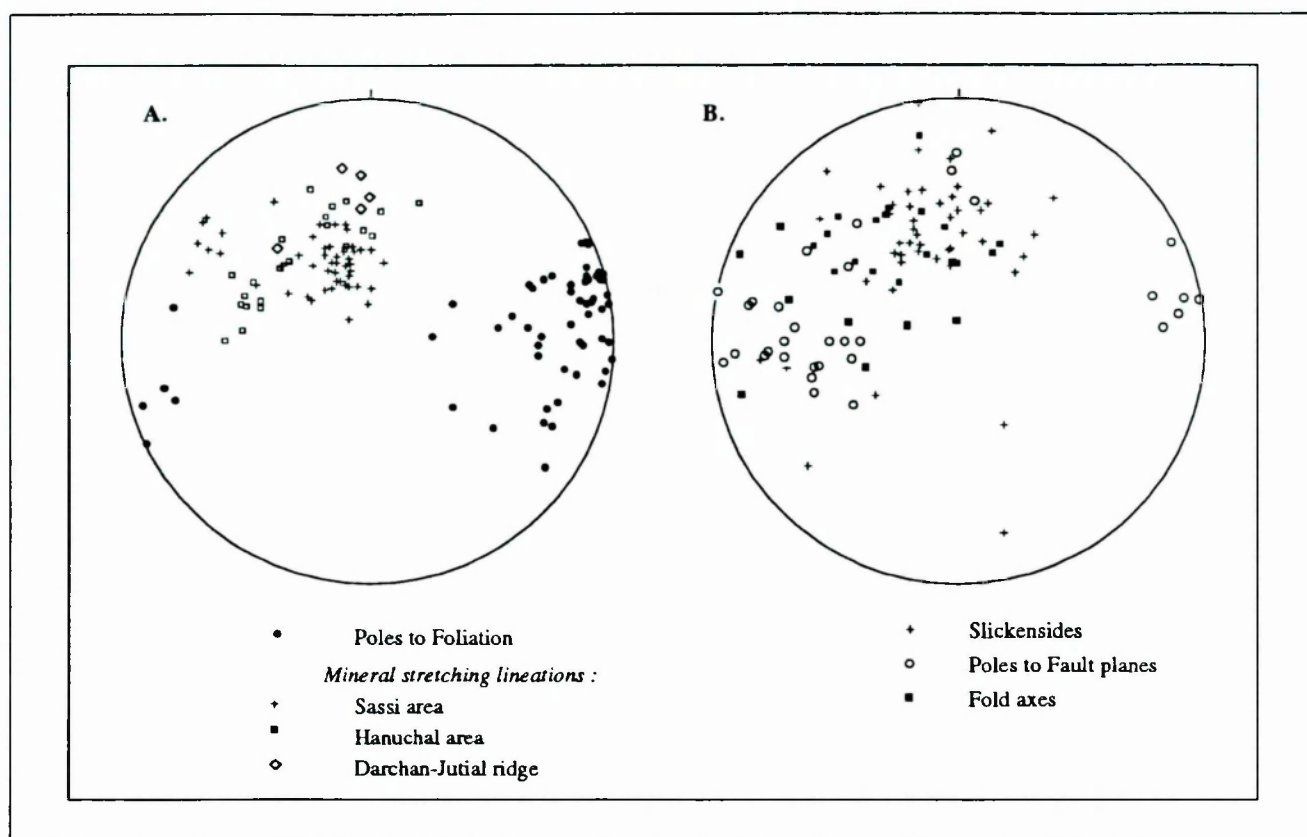 A.
B.
Poles to Foliation
Mineral stretching lineations :
Sassi area
Hanuchal area
Darchan-Jutial ridge
Slickensides
Poles to Fault planes
Fold axes